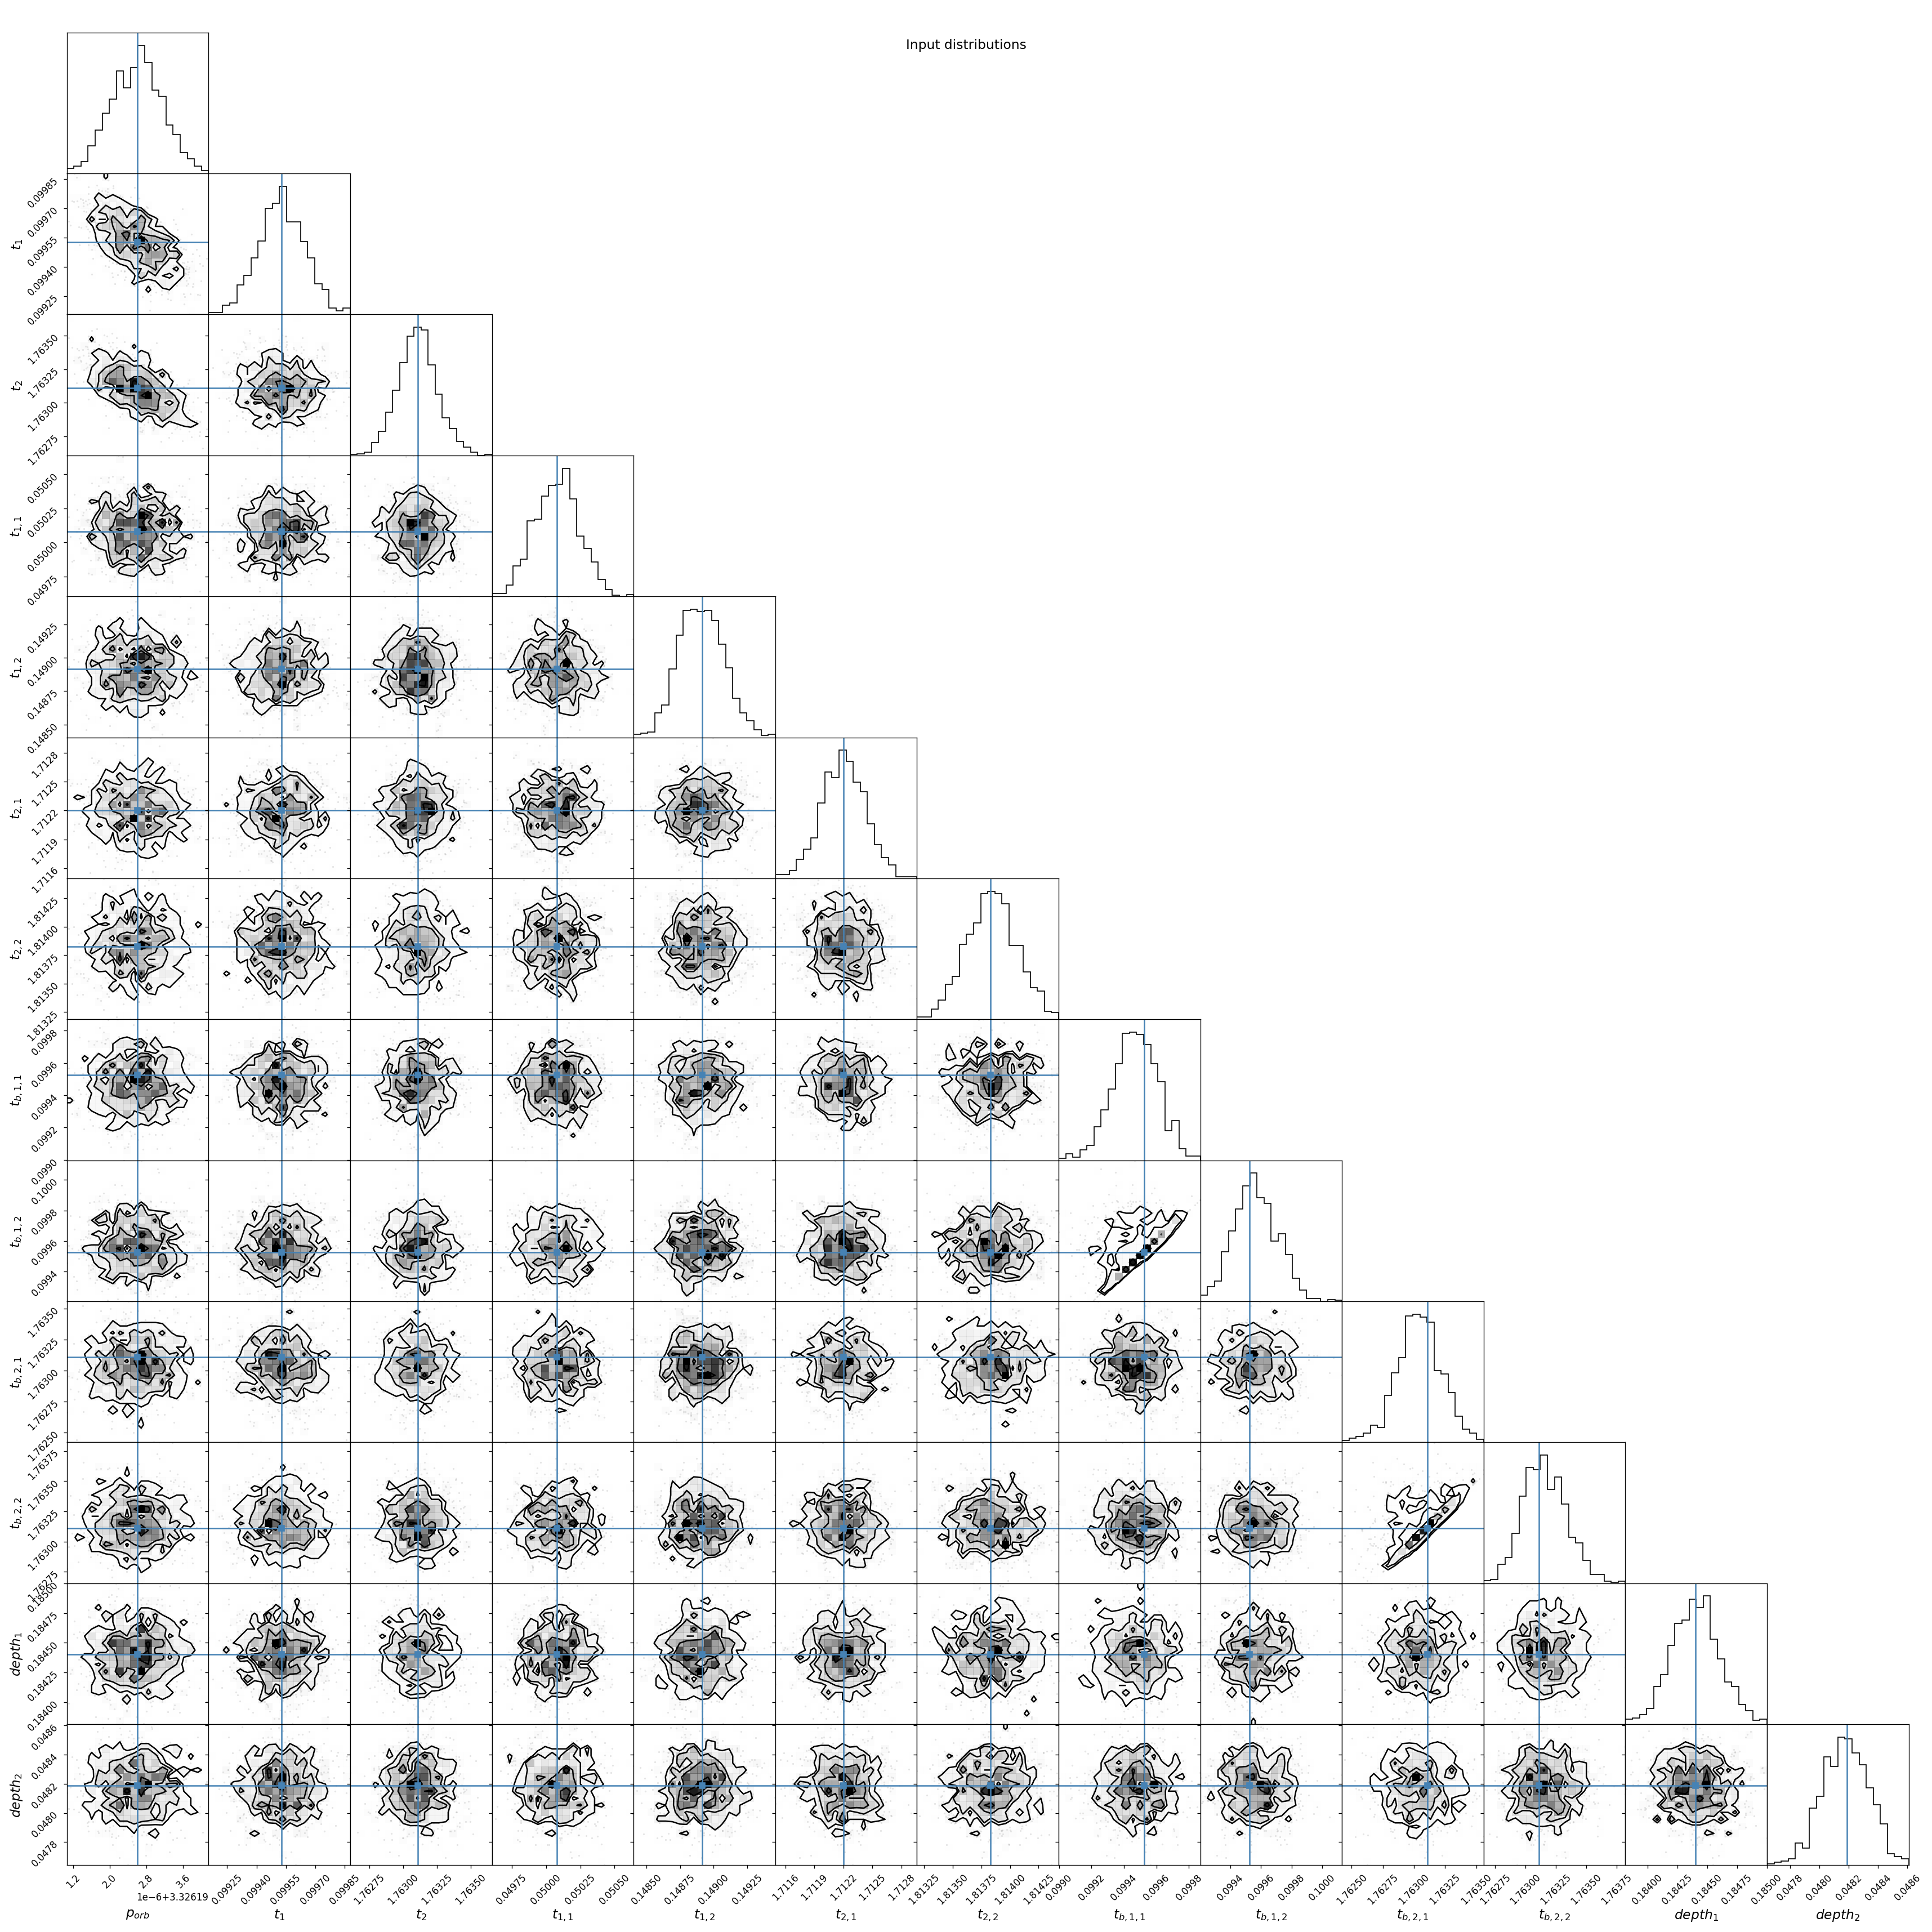 Input distributions
t_1
0.09985
0.09970
0.09955
0.09940
0.09925
t_2
1.76350
1.76325
1.76300
1.76275
t_{1,1}
0.05050
0.05025
0.05000
0.04975
t_{1,2}
0.14925
0.14900
0.14875
0.14850
t_{2,1}
1.7128
1.7125
1.7122
1.7119
1.7116
t_{2,2}
1.81425
1.81400
1.81375
1.81350
1.81325
t_{b,1,1}
0.0998
0.0996
0.0994
0.0992
0.0990
t_{b,1,2}
0.1000
0.0998
0.0996
0.0994
t_{b,2,1}
1.76350
1.76325
1.76300
1.76275
1.76250
t_{b,2,2}
1.76375
1.76350
1.76325
1.76300
1.76275
depth_1
0.18500
0.18475
0.18450
0.18425
0.18400
depth_2
0.0486
0.0484
0.0482
0.0480
0.0478
1.2 2.0 2.8 3.6
1e-6+3.32619
p_{orb}
0.09925 0.09940 0.09955 0.09970 0.09985
t_1
1.76275 1.76300 1.76325 1.76350
t_2
0.04975 0.05000 0.05025 0.05050
t_{1,1}
0.14850 0.14875 0.14900 0.14925
t_{1,2}
1.7116 1.7119 1.7122 1.7125 1.7128
t_{2,1}
1.81325 1.81350 1.81375 1.81400 1.81425
t_{2,2}
0.0990 0.0992 0.0994 0.0996 0.0998
t_{b,1,1}
0.0994 0.0996 0.0998 0.1000
t_{b,1,2}
1.76250 1.76275 1.76300 1.76325 1.76350
t_{b,2,1}
1.76275 1.76300 1.76325 1.76350 1.76375
t_{b,2,2}
0.18400 0.18425 0.18450 0.18475 0.18500
depth_1
0.0478 0.0480 0.0482 0.0484 0.0486
depth_2